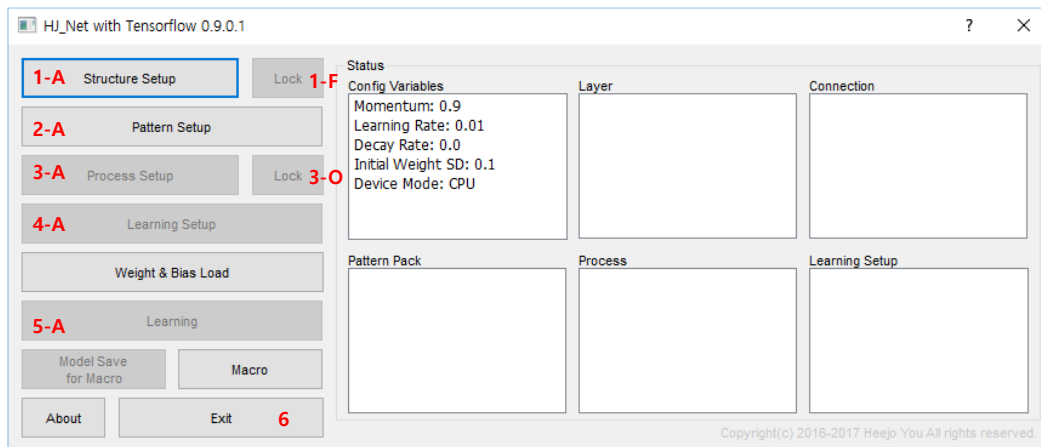 HJ_Net with Tensorflow 0.9.0.1
?
1-A Structure Setup
Lock 1-F
2-A Pattern Setup
3-A Process Setup
Lock 3-O
4-A Learning Setup
Weight & Bias Load
5-A Learning
Model Save
for Macro
Macro
About
Exit 6
Status
Config Variables
Momentum: 0.9
Learning Rate: 0.01
Decay Rate: 0.0
Initial Weight SD: 0.1
Device Mode: CPU
Layer
Connection
Pattern Pack
Process
Learning Setup
Copyright(c) 2016-2017 Heejo You All rights reserved.